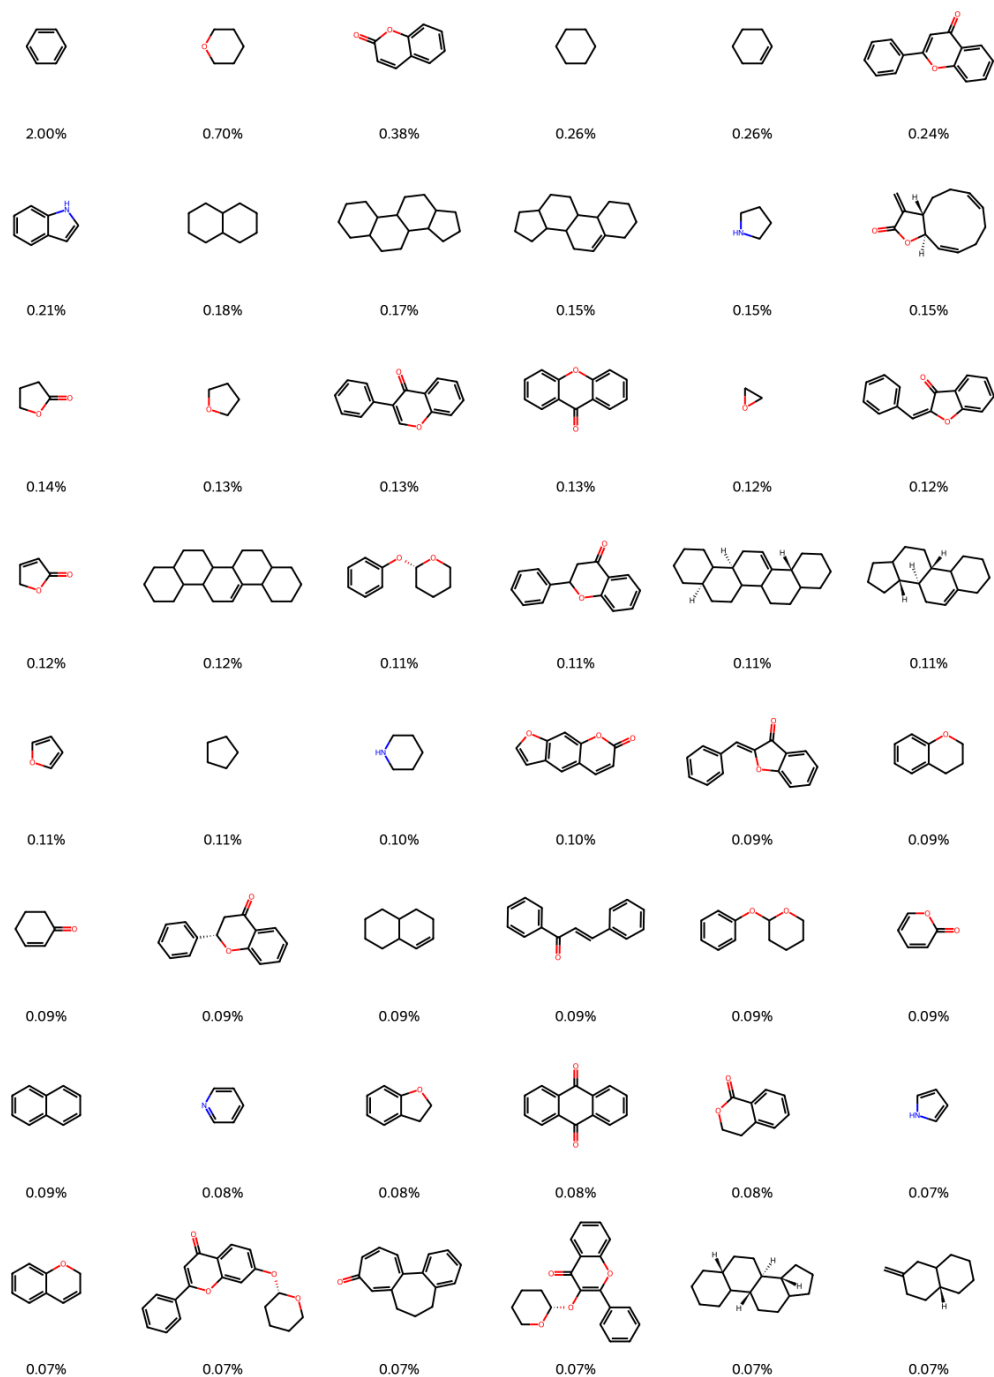 O O O O O
2.00% 0.70% 0.38% 0.26% 0.26% 0.24%
H N H HN O O H
0.21% 0.18% 0.17% 0.15% 0.15% 0.15%
O O O O O O O O O O O
0.14% 0.13% 0.13% 0.13% 0.12% 0.12%
O O O O O O H H H H H H
0.12% 0.12% 0.11% 0.11% 0.11% 0.11%
O HN O O O O O O
0.11% 0.11% 0.10% 0.10% 0.09% 0.09%
O O O O O O O O
0.09% 0.09% 0.09% 0.09% 0.09% 0.09%
N O O O O O HN
0.09% 0.08% 0.08% 0.08% 0.08% 0.07%
O O O O O O O O O O H H H H H
0.07% 0.07% 0.07% 0.07% 0.07% 0.07%